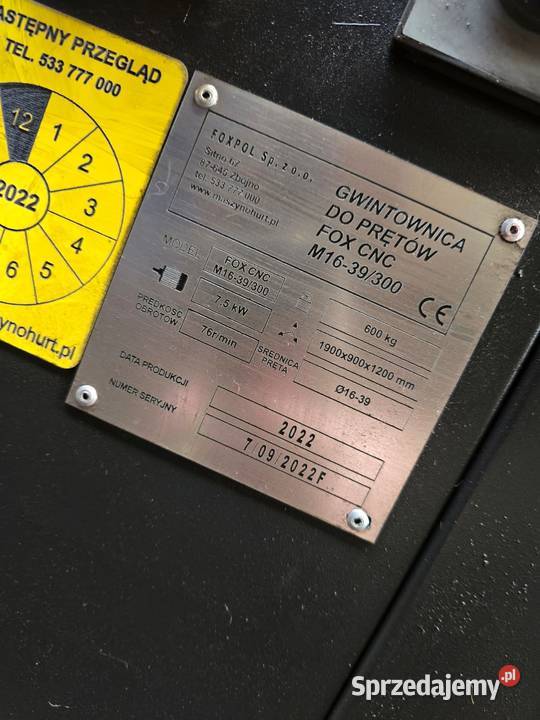 ASTĘPNY PRZEGLĄD
TEL. 533 777 000
12
1
2
3
4
5
6
2022
ynohurt.pl
FOXPOL Sp. z o.o.
Sitno 67
87-645 Zbójno
tel. 533 777 000
www.maszynohurt.pl
GWINTOWNICA
DO PRĘTÓW
FOX CNC
M16-39/300
CE
MODEL
FOX CNC
M16-39/300
600 kg
7.5 kW
1900x900x1200 mm
PRĘDKOŚĆ
OBROTÓW
76r/min
ŚREDNICA
PRĘTA
Ø16-39
DATA PRODUKCJI
2022
NUMER SERYJNY
7/09/2022F
Sprzedajemy.pl